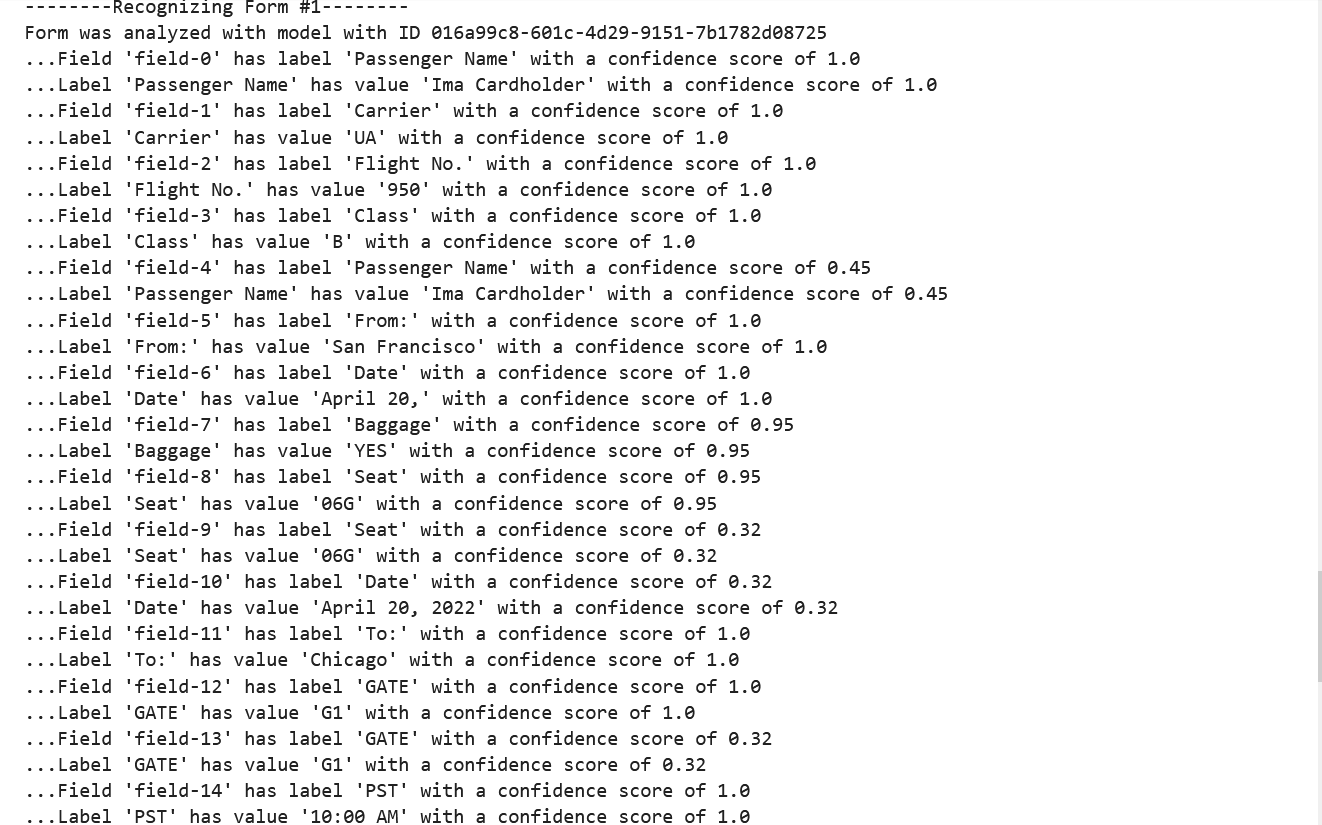 --------Recognizing Form #1--------
Form was analyzed with model with ID 016a99c8-601c-4d29-9151-7b1782d08725
...Field 'field-0' has label 'Passenger Name' with a confidence score of 1.0
...Label 'Passenger Name' has value 'Ima Cardholder' with a confidence score of 1.0
...Field 'field-1' has label 'Carrier' with a confidence score of 1.0
...Label 'Carrier' has value 'UA' with a confidence score of 1.0
...Field 'field-2' has label 'Flight No.' with a confidence score of 1.0
...Label 'Flight No.' has value '950' with a confidence score of 1.0
...Field 'field-3' has label 'Class' with a confidence score of 1.0
...Label 'Class' has value 'B' with a confidence score of 1.0
...Field 'field-4' has label 'Passenger Name' with a confidence score of 0.45
...Label 'Passenger Name' has value 'Ima Cardholder' with a confidence score of 0.45
...Field 'field-5' has label 'From:' with a confidence score of 1.0
...Label 'From:' has value 'San Francisco' with a confidence score of 1.0
...Field 'field-6' has label 'Date' with a confidence score of 1.0
...Label 'Date' has value 'April 20,' with a confidence score of 1.0
...Field 'field-7' has label 'Baggage' with a confidence score of 0.95
...Label 'Baggage' has value 'YES' with a confidence score of 0.95
...Field 'field-8' has label 'Seat' with a confidence score of 0.95
...Label 'Seat' has value '06G' with a confidence score of 0.95
...Field 'field-9' has label 'Seat' with a confidence score of 0.32
...Label 'Seat' has value '06G' with a confidence score of 0.32
...Field 'field-10' has label 'Date' with a confidence score of 0.32
...Label 'Date' has value 'April 20, 2022' with a confidence score of 0.32
...Field 'field-11' has label 'To:' with a confidence score of 1.0
...Label 'To:' has value 'Chicago' with a confidence score of 1.0
...Field 'field-12' has label 'GATE' with a confidence score of 1.0
...Label 'GATE' has value 'G1' with a confidence score of 1.0
...Field 'field-13' has label 'GATE' with a confidence score of 0.32
...Label 'GATE' has value 'G1' with a confidence score of 0.32
...Field 'field-14' has label 'PST' with a confidence score of 1.0
...Label 'PST' has value '10:00 AM' with a confidence score of 1.0